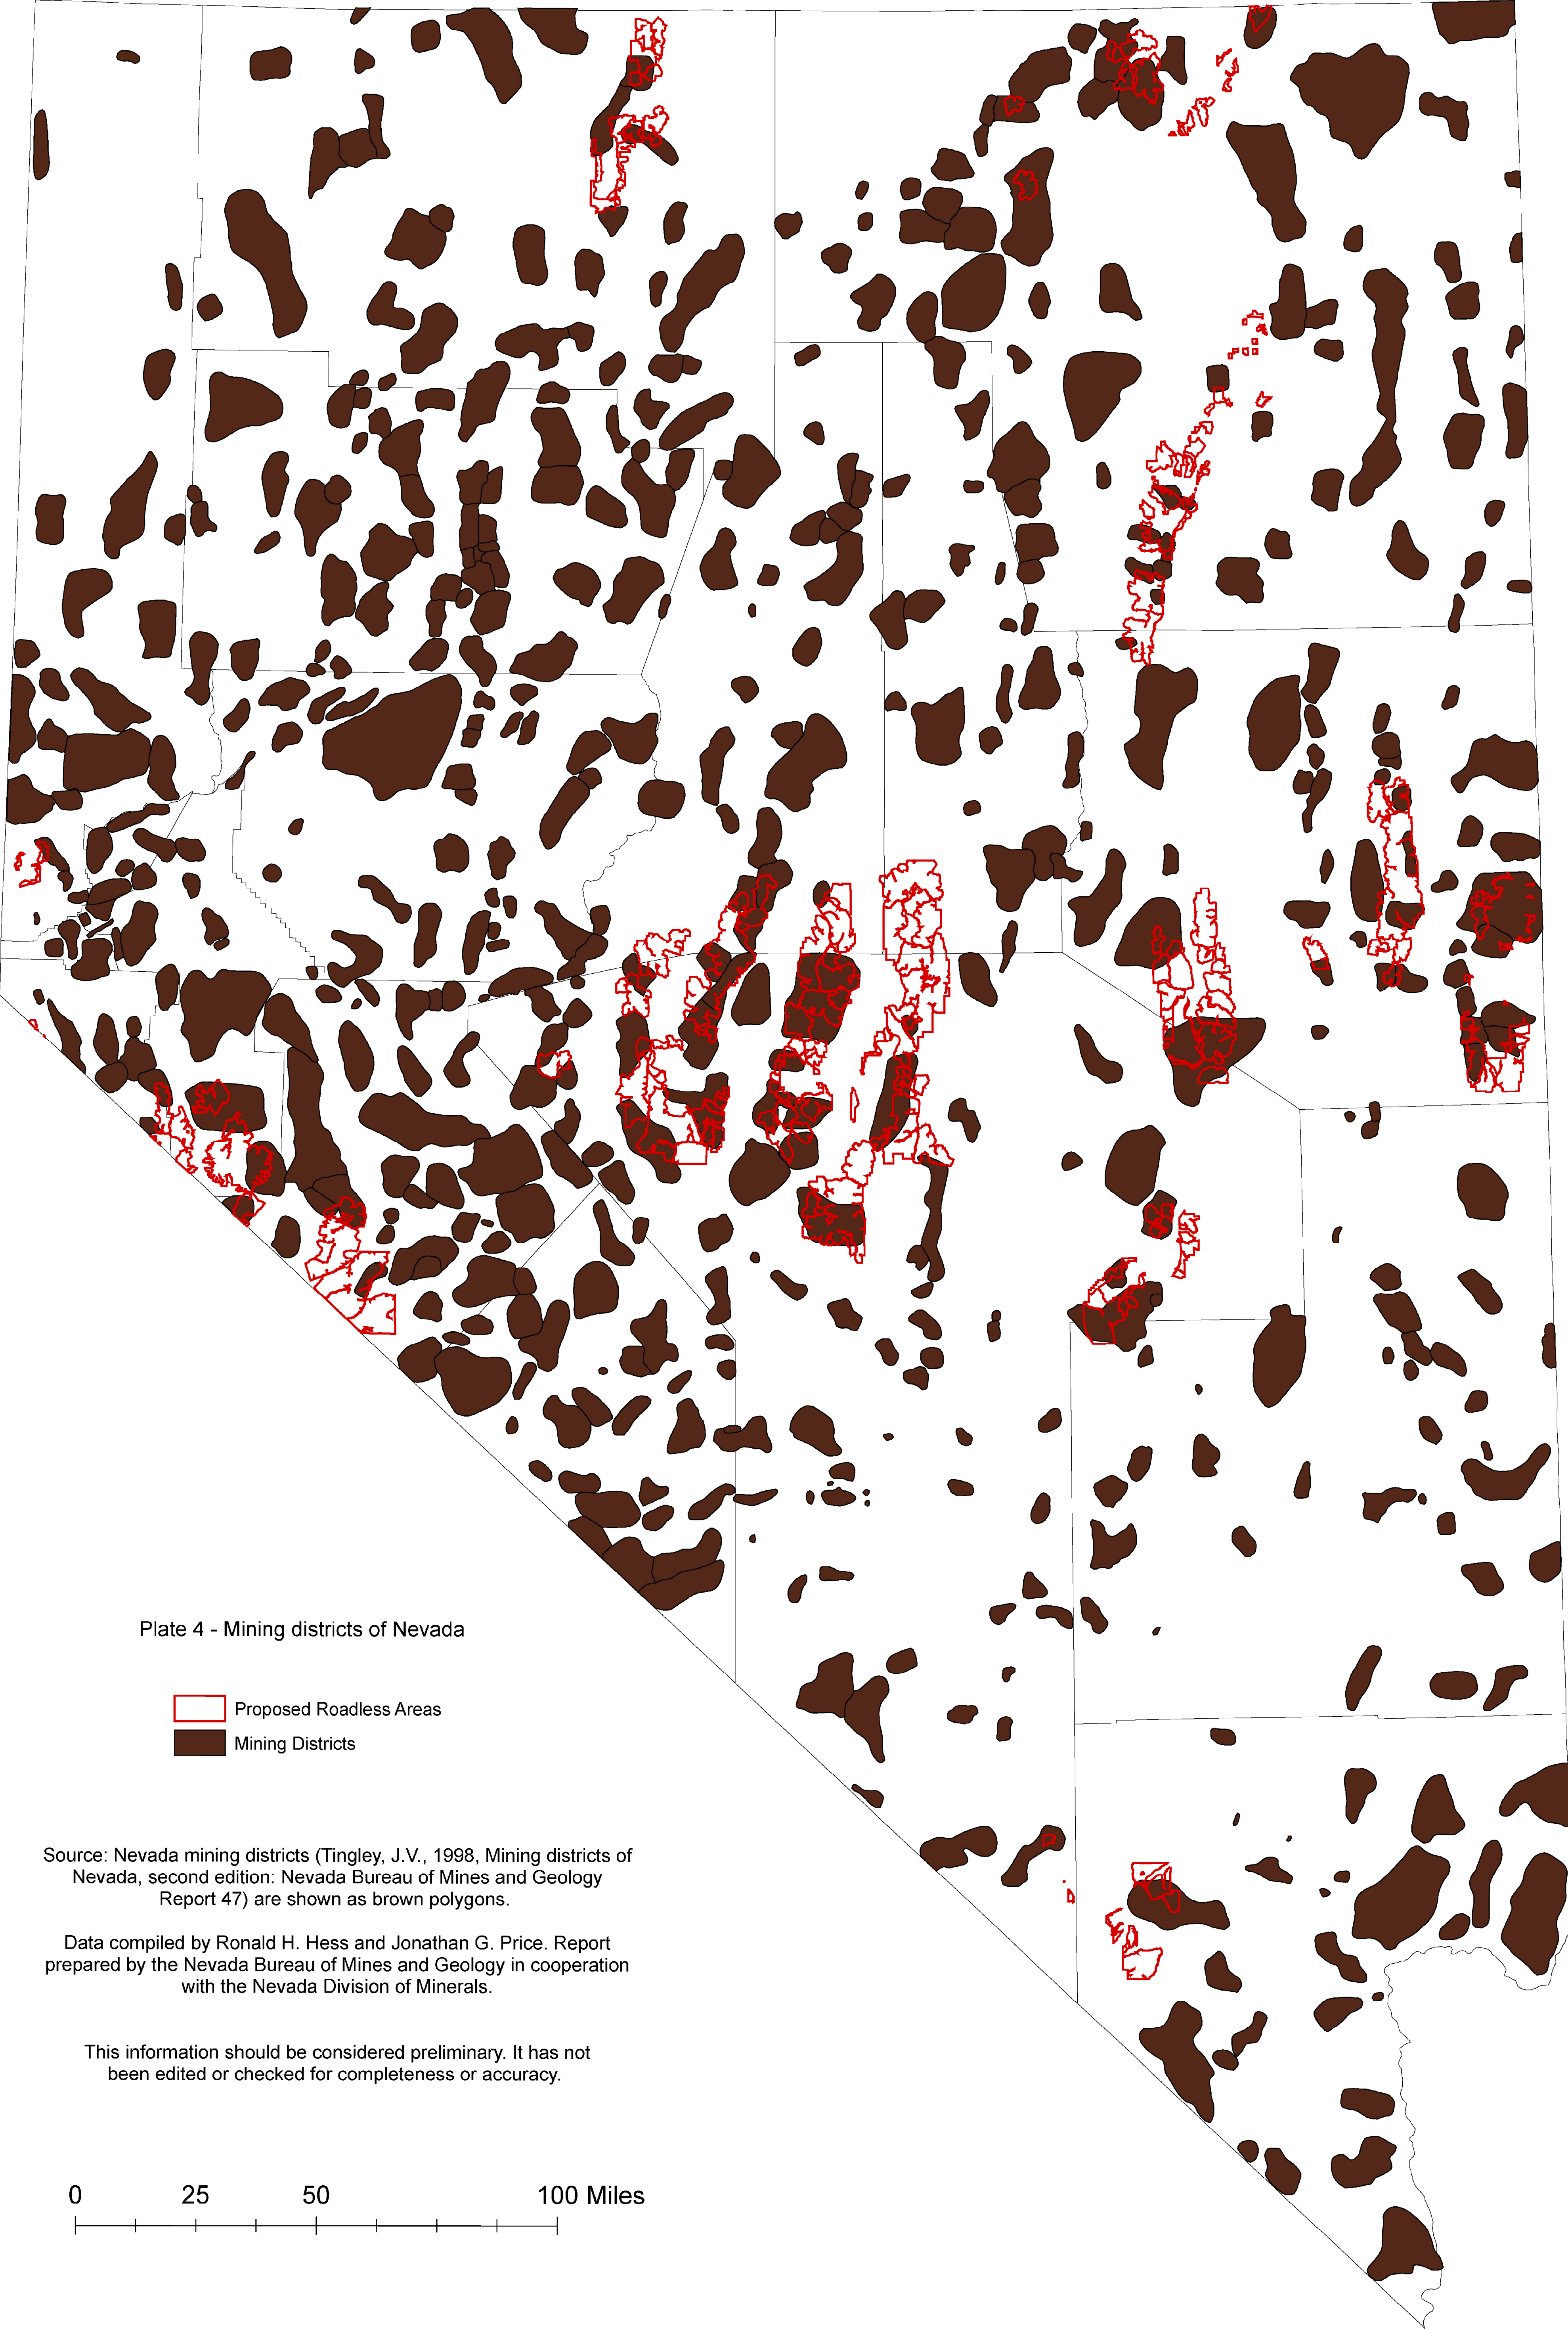 Plate 4 - Mining districts of Nevada
Proposed Roadless Areas
Mining Districts
Source: Nevada mining districts (Tingley, J.V., 1998, Mining districts of
Nevada, second edition: Nevada Bureau of Mines and Geology
Report 47) are shown as brown polygons.
Data compiled by Ronald H. Hess and Jonathan G. Price. Report
prepared by the Nevada Bureau of Mines and Geology in cooperation
with the Nevada Division of Minerals.
This information should be considered preliminary. It has not
been edited or checked for completeness or accuracy.
0 25 50 100 Miles